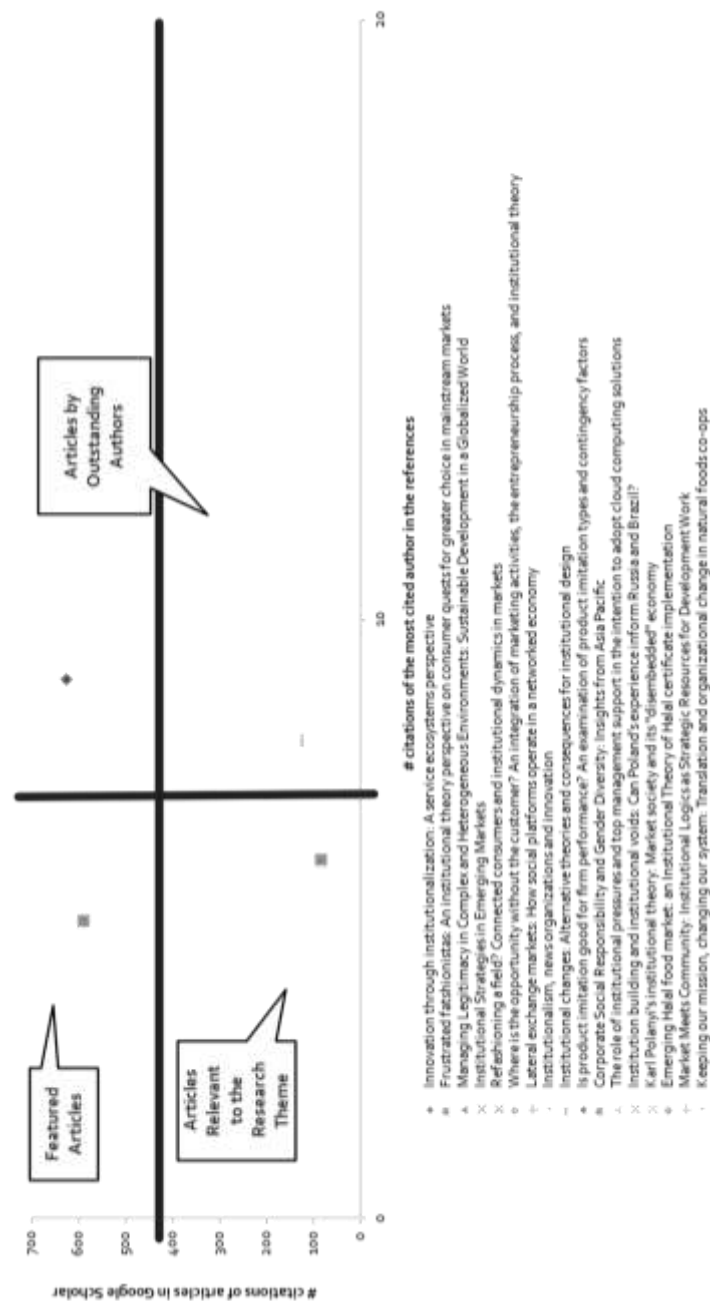 # citations of articles in Google Scholar
700
600
500
400
300
200
100
0
Featured
Articles
Articles by
Outstanding
Authors
Articles
Relevant
to the
Research
Theme
0
10
20
# citations of the most cited author in the references
Innovation through institutionalization: A service ecosystems perspective
Frustrated fatshionistas: An institutional theory perspective on consumer quests for greater choice in mainstream markets
Managing Legitimacy in Complex and Heterogeneous Environments: Sustainable Development in a Globalized World
Institutional Strategies in Emerging Markets
Refashioning a field? Connected consumers and institutional dynamics in markets
Where is the opportunity without the customer? An integration of marketing activities, the entrepreneurship process, and institutional theory
Lateral exchange markets: How social platforms operate in a networked economy
Institutionalism, news organizations and innovation
Institutional changes: Alternative theories and consequences for institutional design
Is product imitation good for firm performance? An examination of product imitation types and contingency factors
Corporate Social Responsibility and Gender Diversity: Insights from Asia Pacific
The role of institutional pressures and top management support in the intention to adopt cloud computing solutions
Institution building and institutional voids: Can Poland's experience inform Russia and Brazil?
Karl Polanyi's institutional theory: Market society and its "disembedded" economy
Emerging Halal food market: an Institutional Theory of Halal certificate implementation
Market Meets Community: Institutional Logics as Strategic Resources for Development Work
Keeping our mission, changing our system: Translation and organizational change in natural foods co-ops